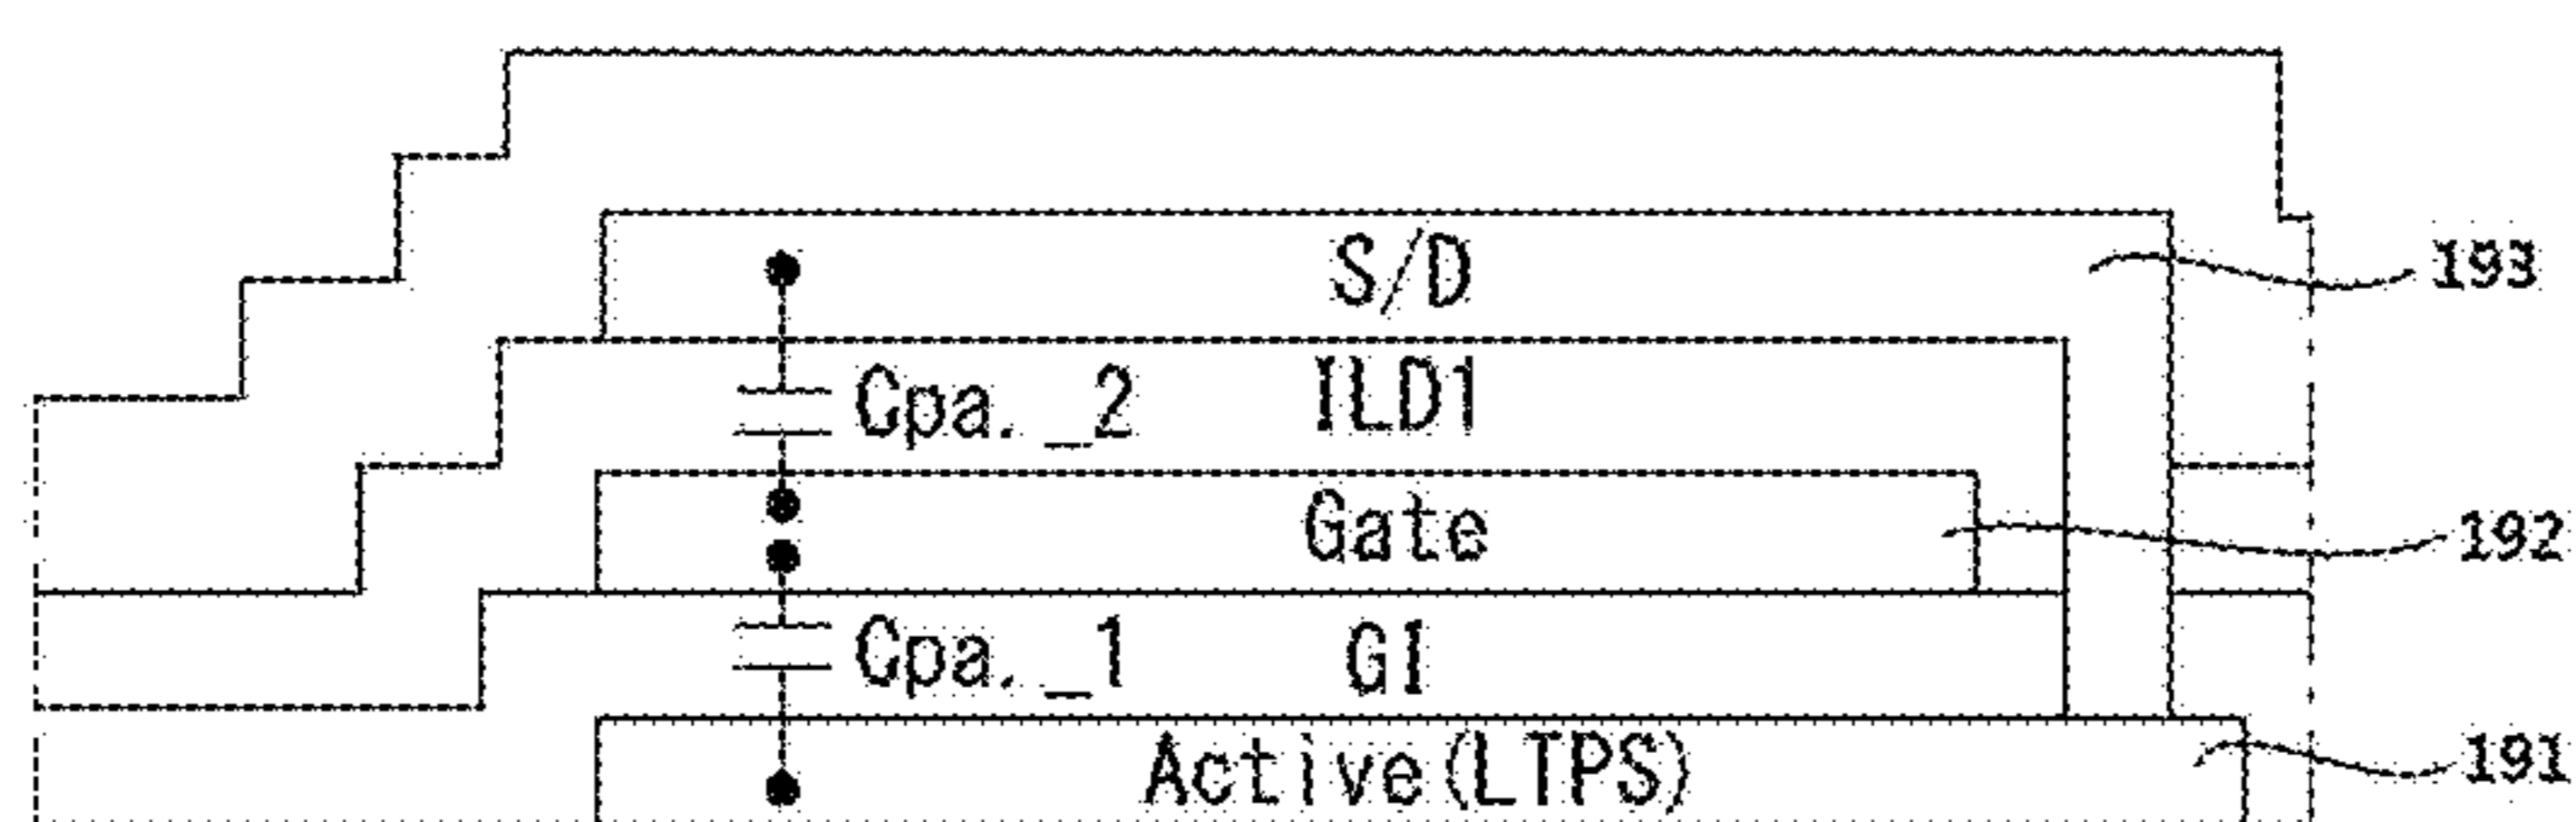 S/D 193
Cpa._2 ILD1
Gate 192
Cpa._1 GI
Active(LTPS) 191